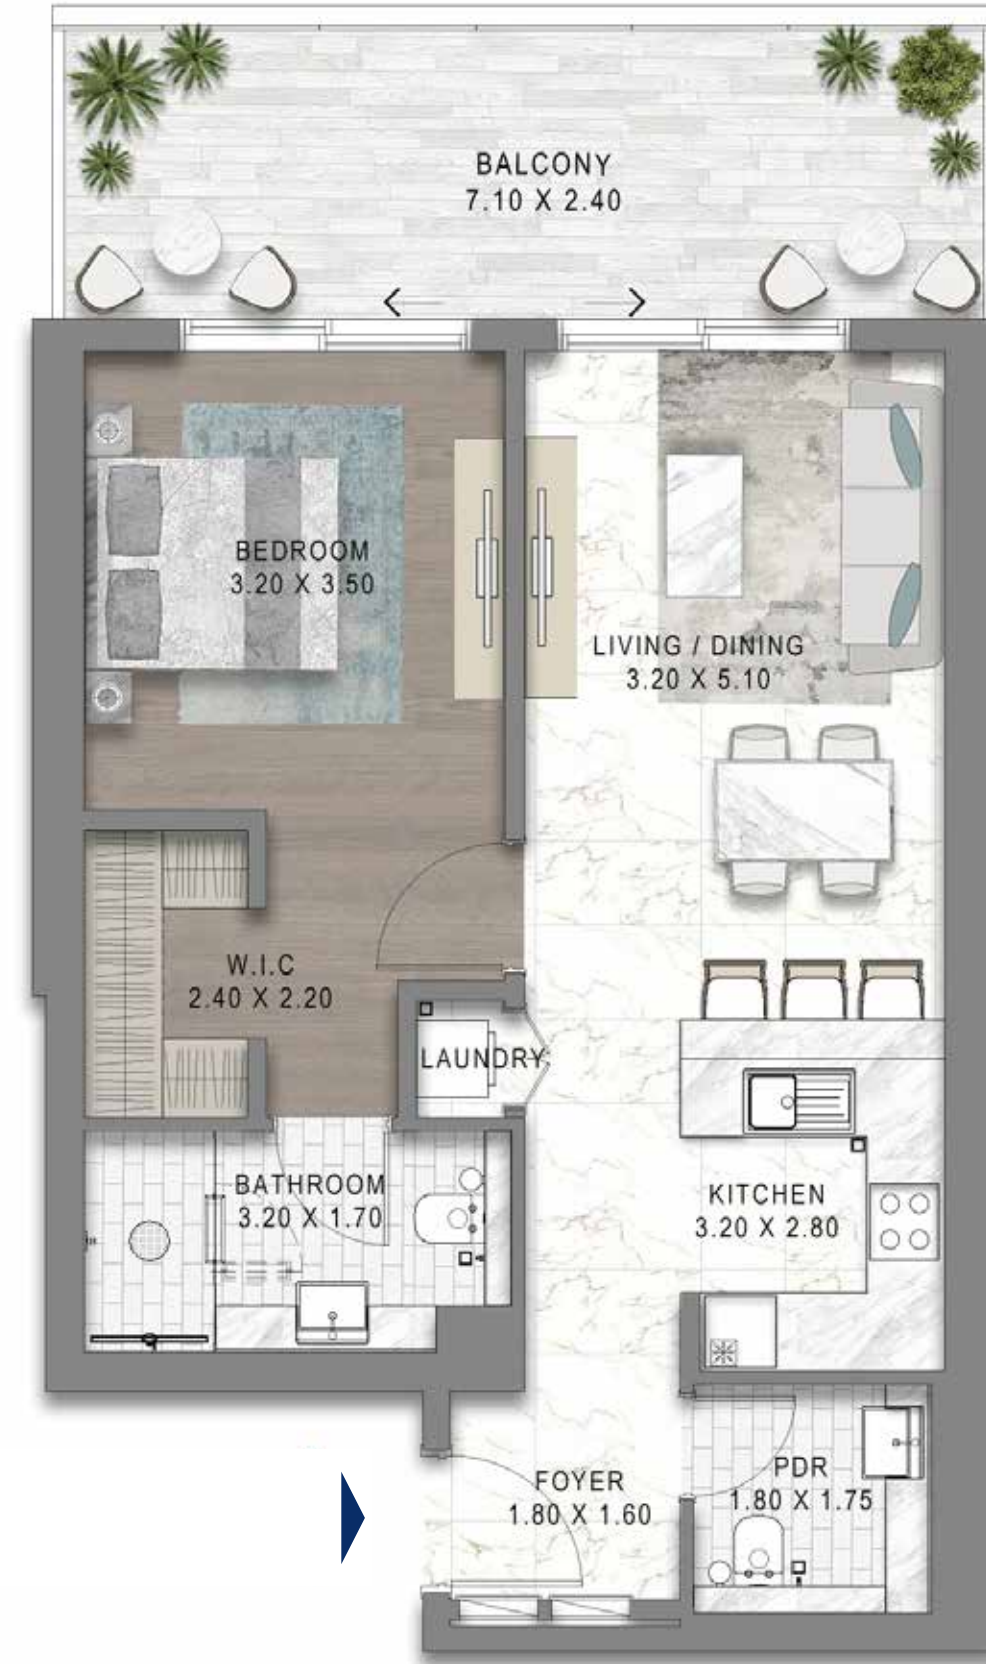 BALCONY
7.10 X 2.40
BEDROOM
3.20 X 3.50
LIVING / DINING
3.20 X 5.10
W.I.C
2.40 X 2.20
LAUNDRY
BATHROOM
3.20 X 1.70
KITCHEN
3.20 X 2.80
FOYER
1.80 X 1.60
PDR
1.80 X 1.75